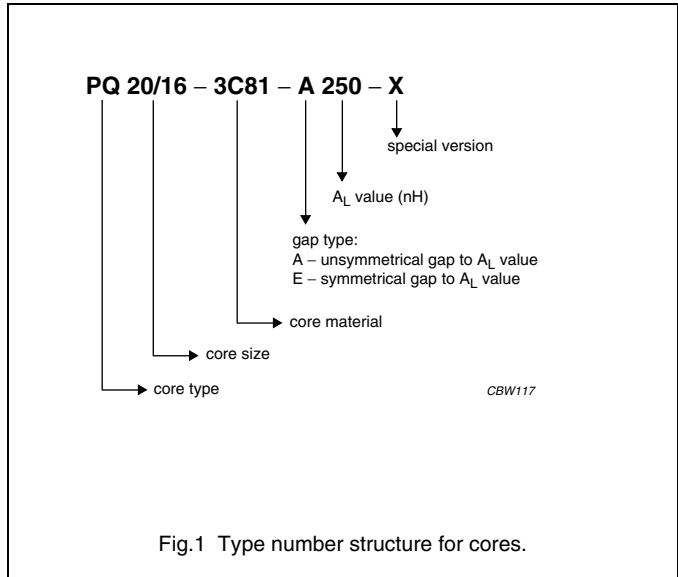 PQ 20/16 – 3C81 – A 250 – X
special version
AL value (nH)
gap type:
A – unsymmetrical gap to AL value
E – symmetrical gap to AL value
core material
core size
core type
CBW117
Fig.1 Type number structure for cores.